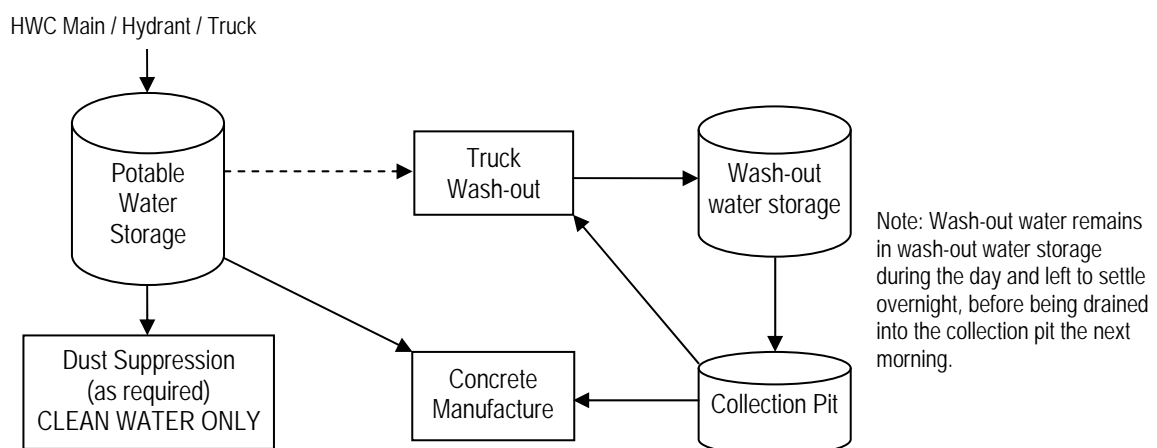 HWC Main / Hydrant / Truck
Potable
Water
Storage
Truck
Wash-out
Wash-out
water storage
Note: Wash-out water remains
in wash-out water storage
during the day and left to settle
overnight, before being drained
into the collection pit the next
morning.
Dust Suppression
(as required)
CLEAN WATER ONLY
Concrete
Manufacture
Collection Pit